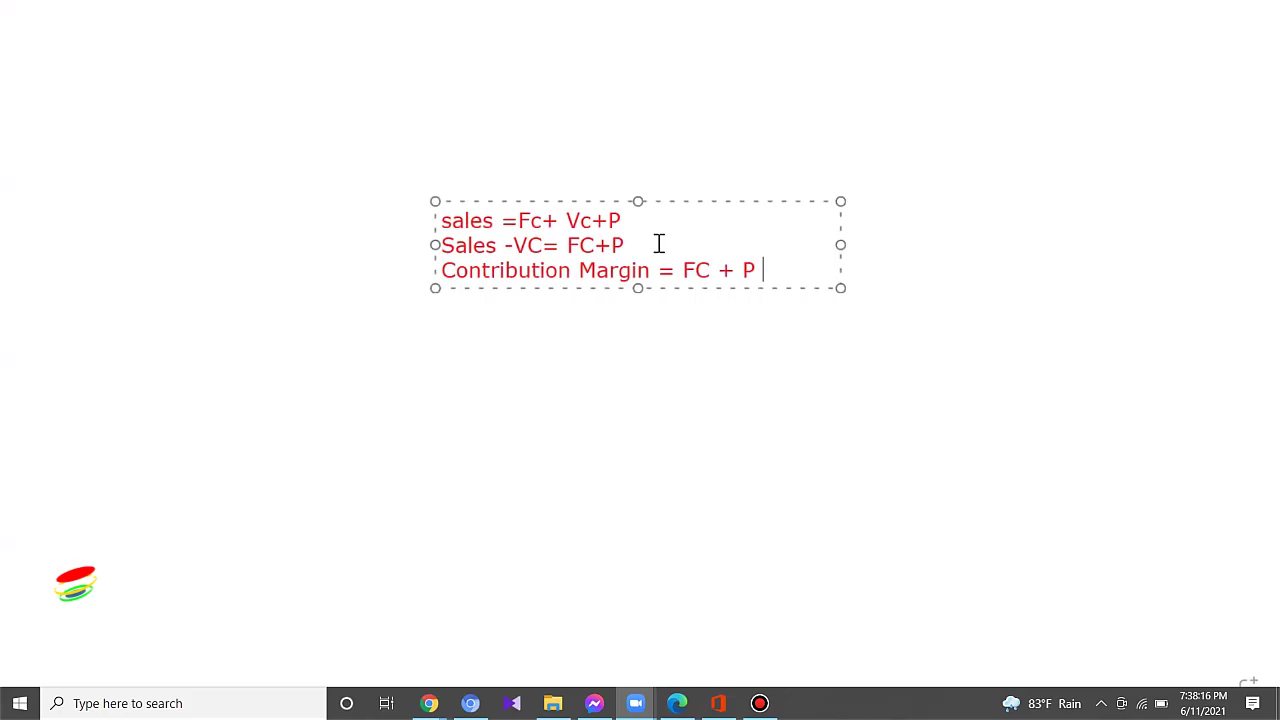 sales =Fc+ Vc+P
Sales -VC= FC+P
Contribution Margin = FC + P
Type here to search
83°F Rain
7:38:16 PM
6/11/2021